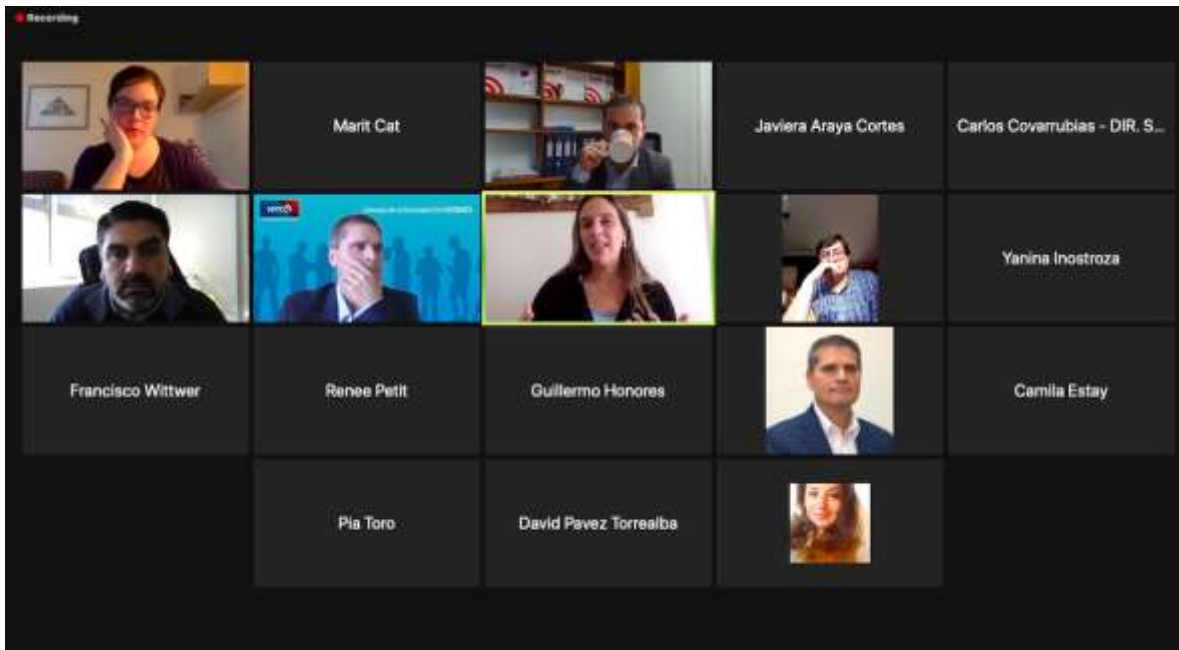 Recording
Marit Cat
Javiera Araya Cortes
Carlos Covarrubias - DIR. S...
Yanina Inostroza
Francisco Wittwer
Renee Petit
Guillermo Honores
Camila Estay
Pia Toro
David Pavez Torrealba